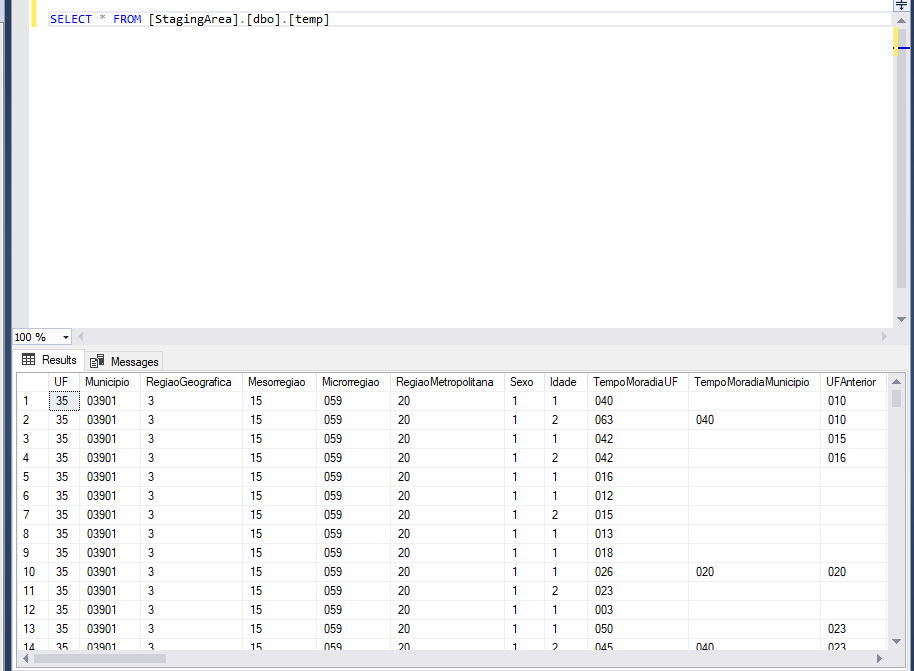 SELECT * FROM [StagingArea].[dbo].[temp]
100 %
Results Messages
UF Municipio RegiaoGeografica Mesorregiao Microrregiao RegiaoMetropolitana Sexo Idade TempoMoradiaUF TempoMoradiaMunicipio UFAnterior
1 35 03901 3 15 059 20 1 1 040 010
2 35 03901 3 15 059 20 1 2 063 040 010
3 35 03901 3 15 059 20 1 1 042 015
4 35 03901 3 15 059 20 1 2 042 016
5 35 03901 3 15 059 20 1 1 016
6 35 03901 3 15 059 20 1 1 012
7 35 03901 3 15 059 20 1 2 015
8 35 03901 3 15 059 20 1 1 013
9 35 03901 3 15 059 20 1 1 018
10 35 03901 3 15 059 20 1 1 026 020 020
11 35 03901 3 15 059 20 1 2 023
12 35 03901 3 15 059 20 1 1 003
13 35 03901 3 15 059 20 1 1 050 023
14 35 03901 3 15 059 20 1 2 045 040 023